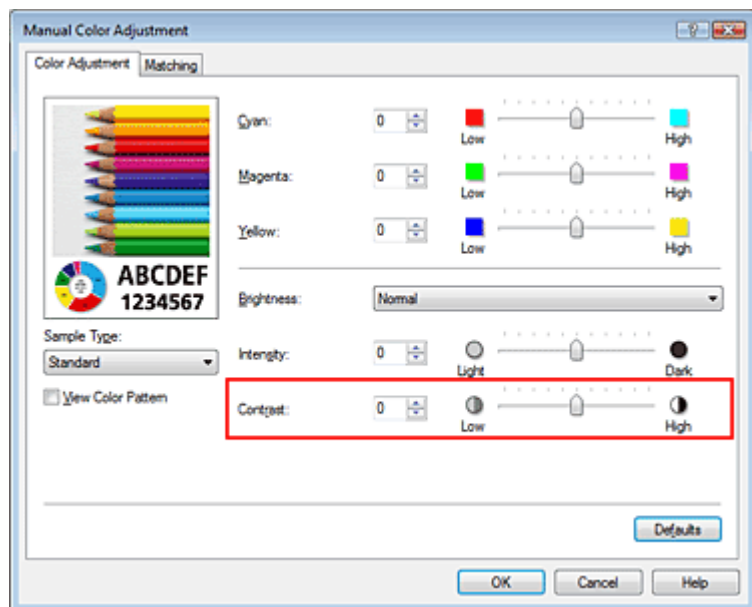 Manual Color Adjustment
Color Adjustment Matching
Cyan: 0 Low High
Magenta: 0 Low High
Yellow: 0 Low High
ABCDEF
1234567
Brightness: Normal
Sample Type:
Standard
Intensity: 0 Light Dark
View Color Pattern
Contrast: 0 Low High
Defaults
OK Cancel Help